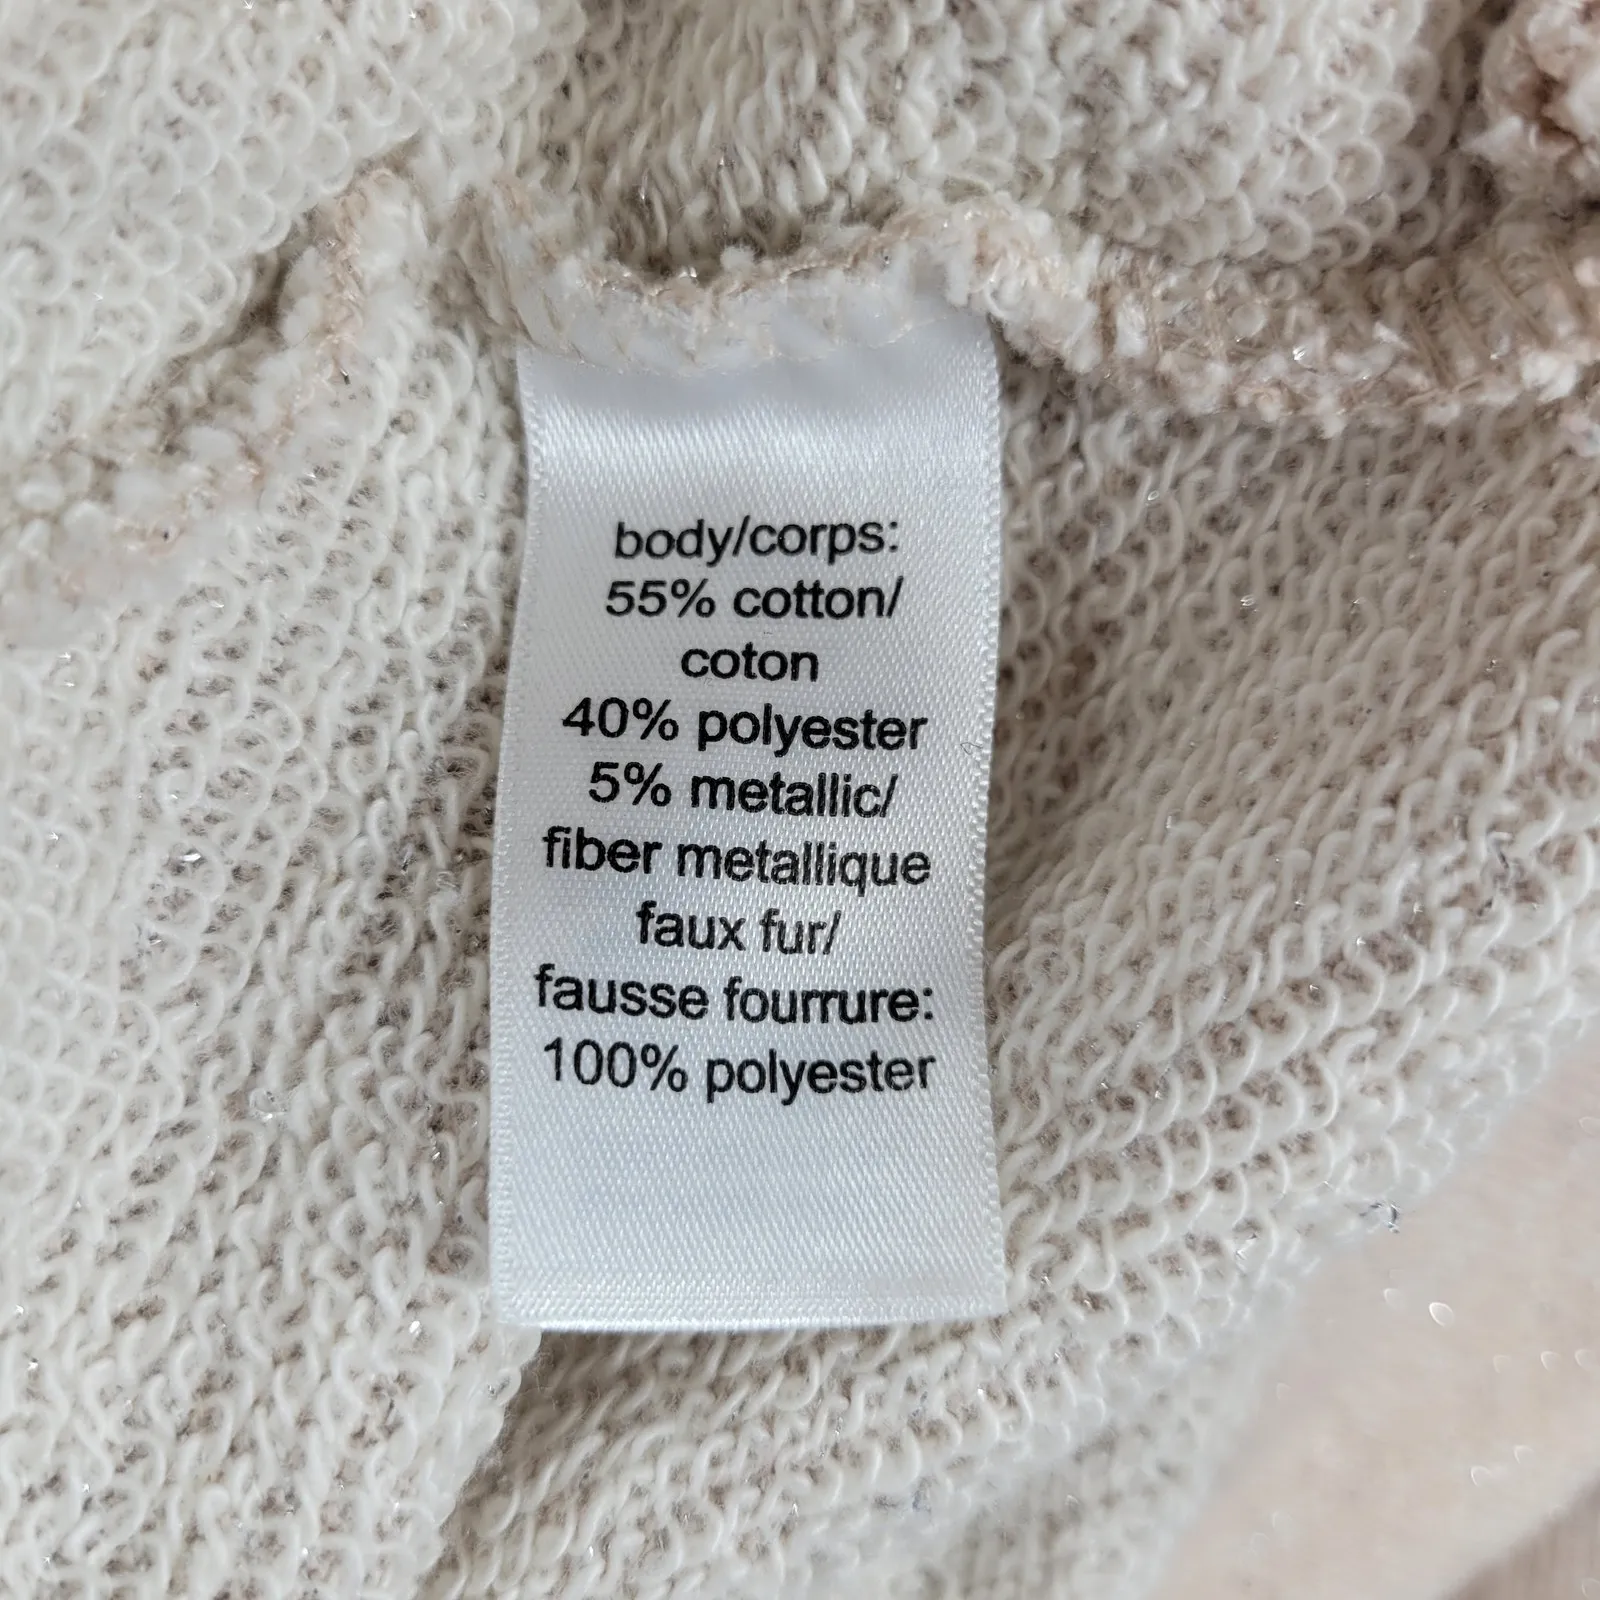 body/corps:
55% cotton/
coton
40% polyester
5% metallic/
fiber metallique
faux fur/
fausse fourrure:
100% polyester